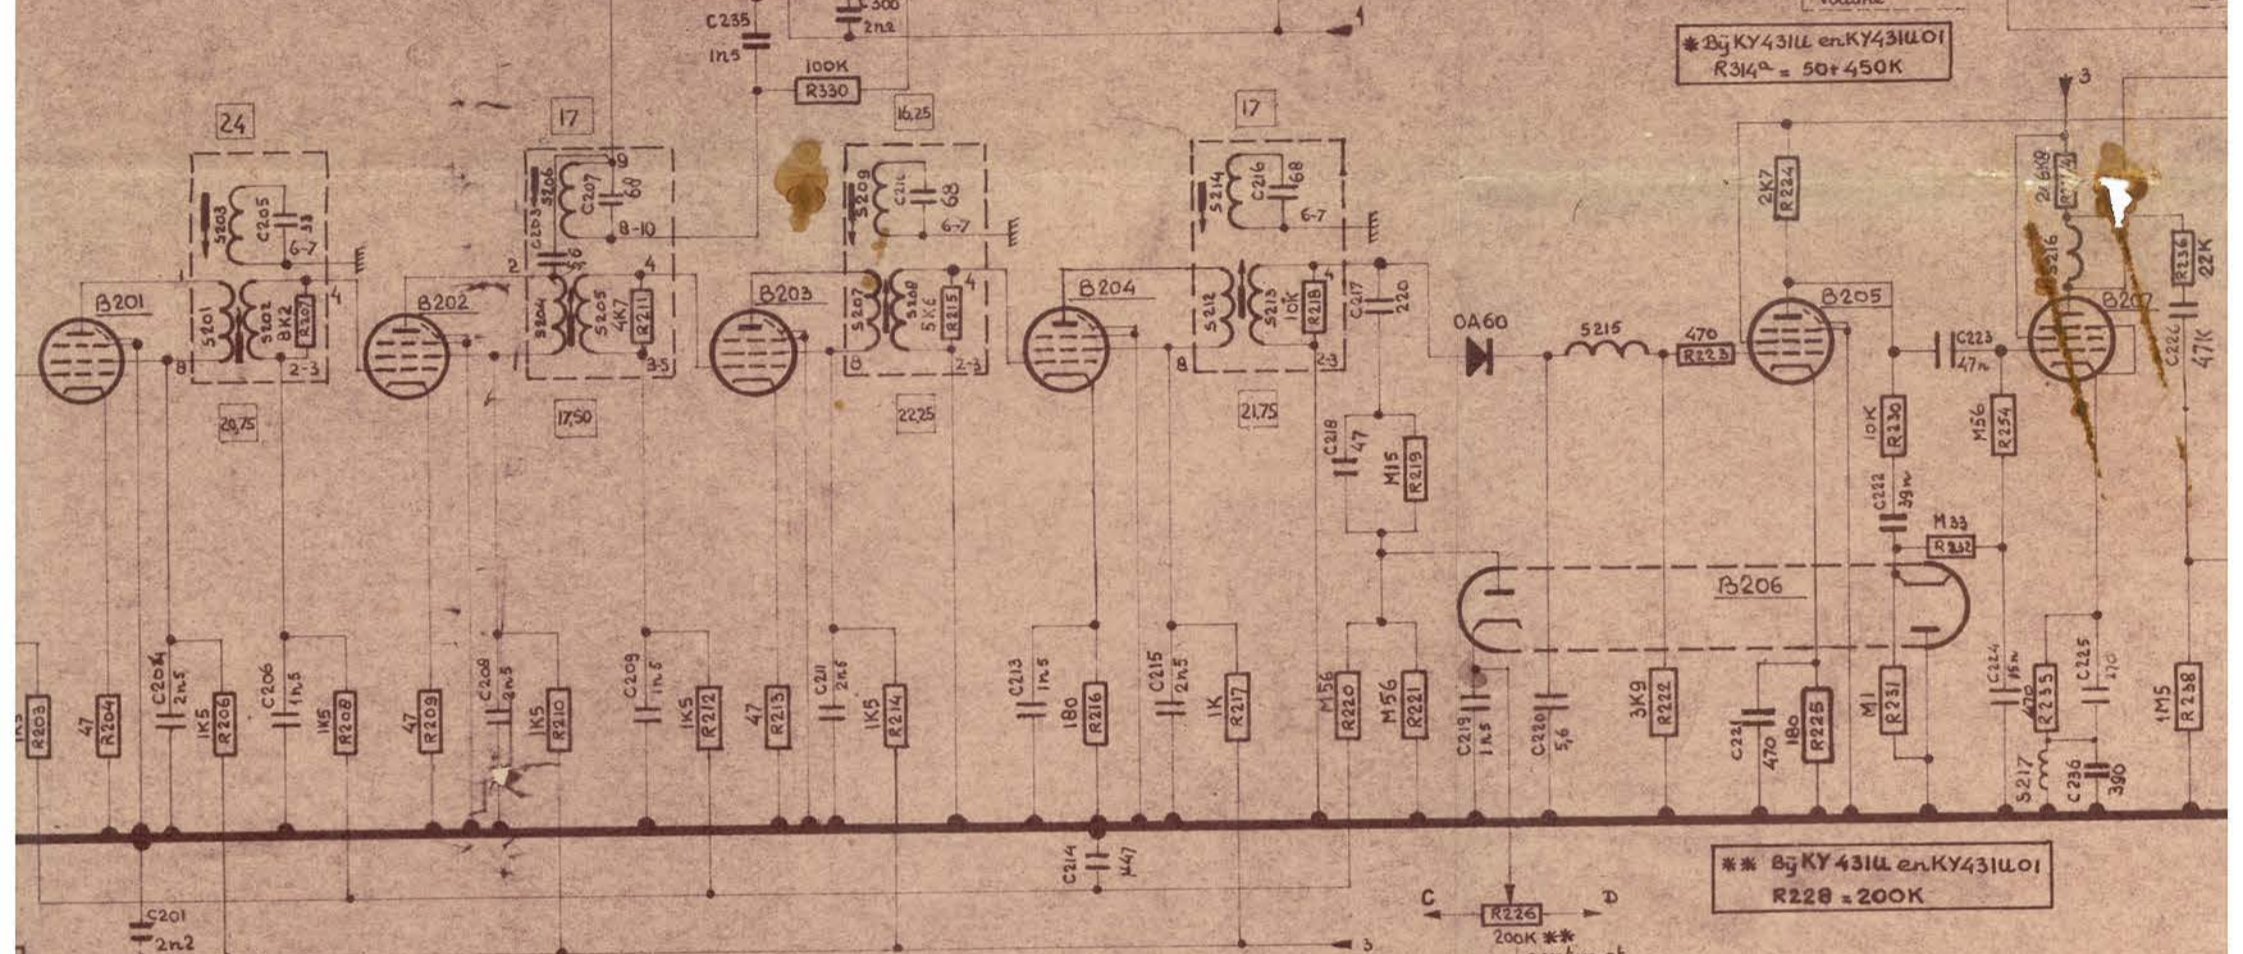 C235
1n5
2n2
1
100K
R330
* Bÿ KY431U en KY431U01
R314ª = 50+450K
3
24
S203
C205
33
6-7
1
B201
S201
S202
8K2
R207
4
8
2-3
20,75
17
S206
C207
68
9
8-10
C203
5,6
2
B202
S204
S205
4K7
R211
4
3-5
17,50
16,25
S209
68
6-7
B203
S207
S208
5K6
R215
4
8
2-3
22,25
17
S214
C216
68
6-7
B204
S212
S213
10K
R218
4
8
2-3
21,75
C217
220
C218
47
M15
R219
OA60
S215
470
R223
2K7
R224
B205
C223
47n
10K
R230
M56
R254
C222
39n
M33
R232
B206
S216
B207
R236
22K
47K
R203
47
R204
C204
2n5
1K5
R206
C206
1n5
1K5
R208
47
R209
C208
2n5
1K5
R210
C209
1n5
1K5
R212
47
R213
C211
2n5
1K5
R214
C213
1n5
180
R216
C215
2n5
1K
R217
M56
R220
M56
R221
C219
1n5
C220
5,6
3K9
R222
C221
470
180
R225
M1
R231
C224
15n
R235
C225
S217
C236
390
1M5
R238
C214
µ47
C201
2n2
3
C
R226
D
200K **
** Bÿ KY431U en KY431U01
R228 = 200K